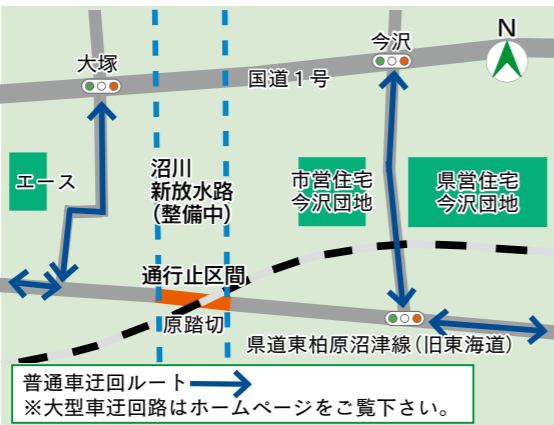 N
今沢
大塚
国道1号
エース
沼川
新放水路
(整備中)
市営住宅
今沢団地
県営住宅
今沢団地
通行止区間
原踏切
県道東柏原沼津線(旧東海道)
普通車迂回ルート
※大型車迂回路はホームページをご覧下さい。